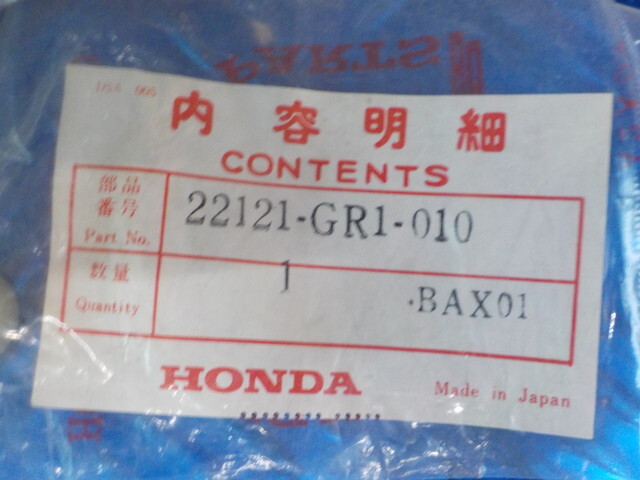 PARTS
内容明細
CONTENTS
部品
番号
Part No.
22121-GR1-010
数量
Quantity
1
·BAX01
HONDA
Made in Japan